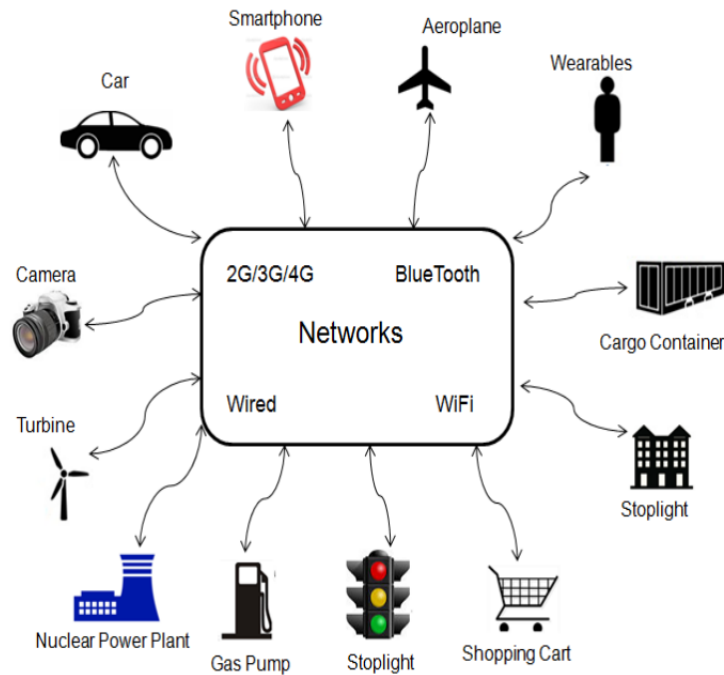 Smartphone
Aeroplane
Wearables
Car
Camera
2G/3G/4G
BlueTooth
Networks
Cargo Container
Wired
WiFi
Turbine
Stoplight
Nuclear Power Plant
Gas Pump
Stoplight
Shopping Cart